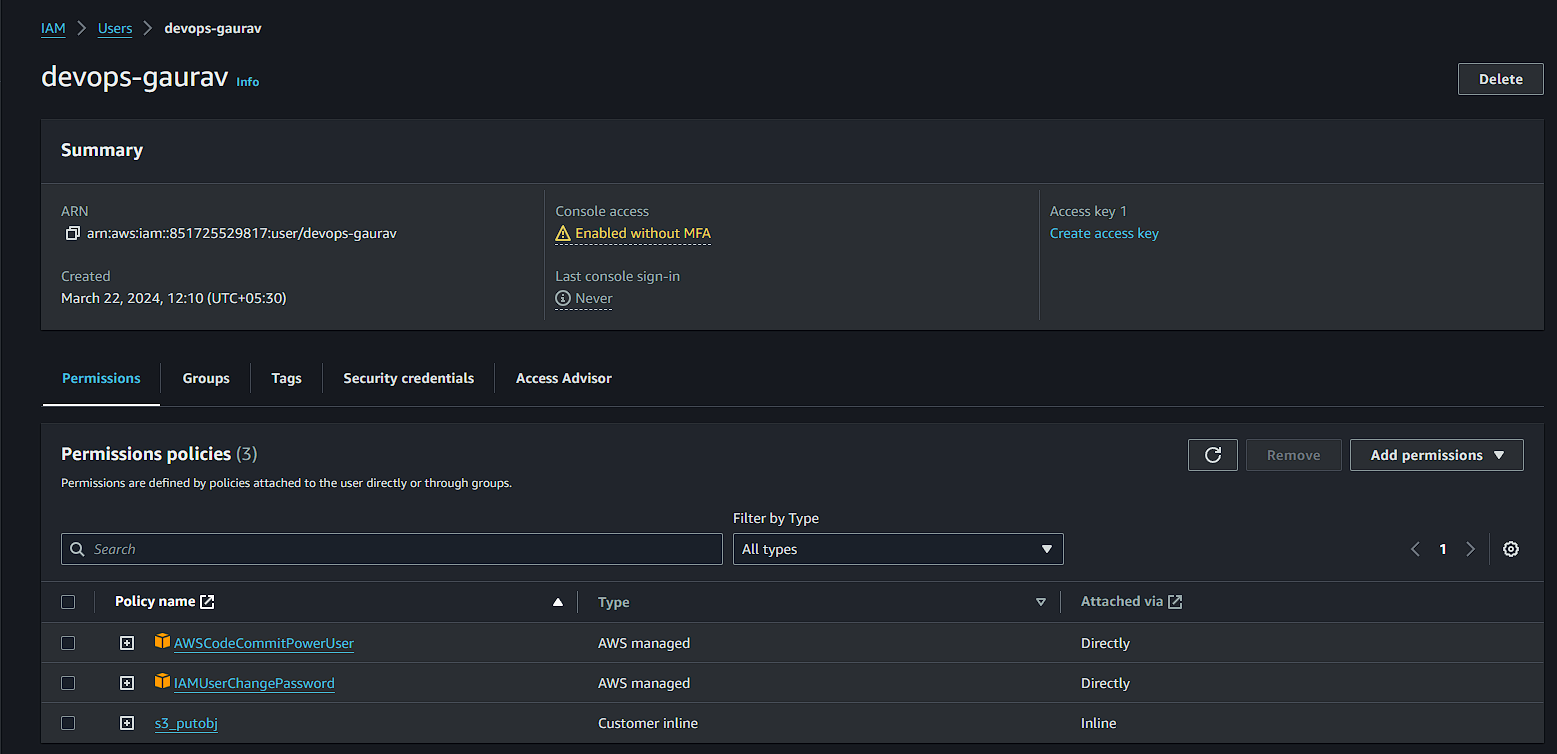 IAM > Users > devops-gaurav
devops-gaurav Info
Delete
Summary
ARN
arn:aws:iam::851725529817:user/devops-gaurav
Created
March 22, 2024, 12:10 (UTC+05:30)
Console access
Enabled without MFA
Last console sign-in
Never
Access key 1
Create access key
Permissions Groups Tags Security credentials Access Advisor
Permissions policies (3)
Remove Add permissions
Permissions are defined by policies attached to the user directly or through groups.
Filter by Type
Search All types 1
Policy name Type Attached via
AWSCodeCommitPowerUser AWS managed Directly
IAMUserChangePassword AWS managed Directly
s3_putobj Customer inline Inline